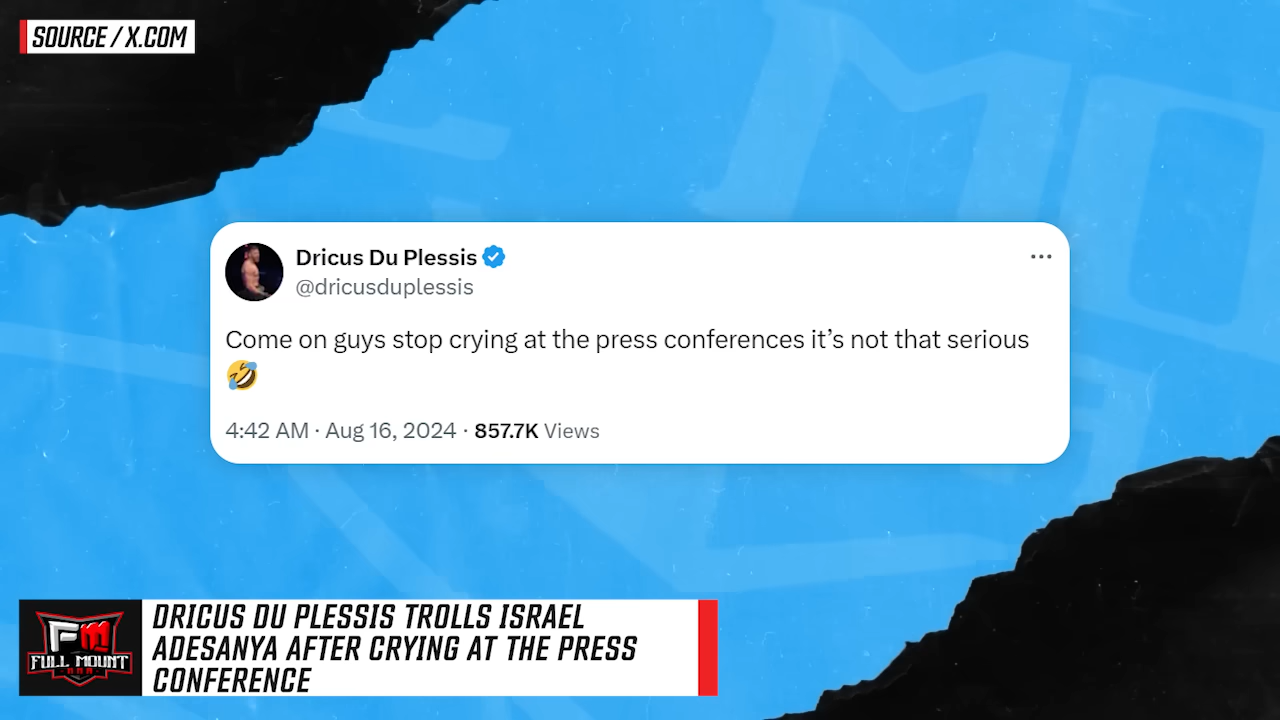 SOURCE / X.COM
Dricus Du Plessis
@dricusduplessis
Come on guys stop crying at the press conferences it’s not that serious
🤣
4:42 AM · Aug 16, 2024 · 857.7K Views
FM
FULL MOUNT
DRICUS DU PLESSIS TROLLS ISRAEL
ADESANYA AFTER CRYING AT THE PRESS
CONFERENCE